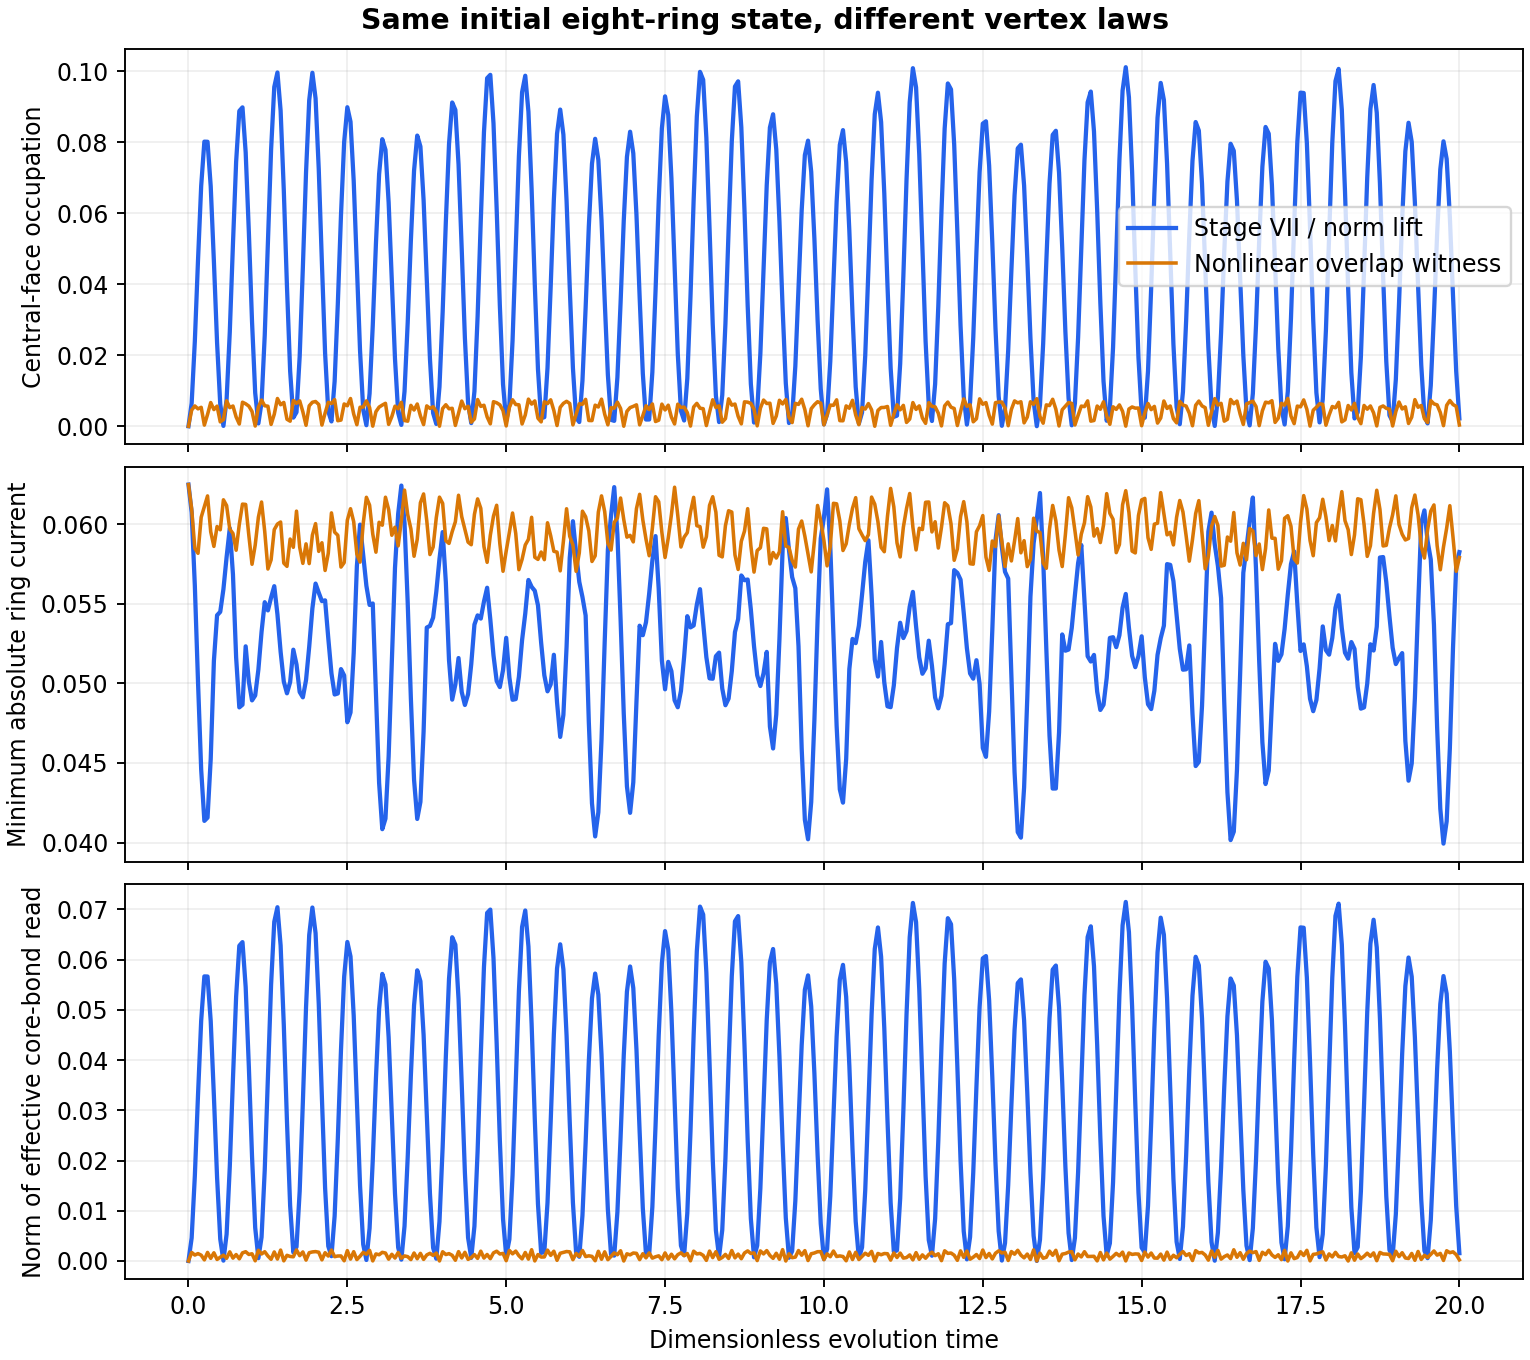 Same initial eight-ring state, different vertex laws
Central-face occupation
0.10
0.08
0.06
0.04
0.02
0.00
Stage VII / norm lift
Nonlinear overlap witness
Minimum absolute ring current
0.060
0.055
0.050
0.045
0.040
Norm of effective core-bond read
0.07
0.06
0.05
0.04
0.03
0.02
0.01
0.00
0.0 2.5 5.0 7.5 10.0 12.5 15.0 17.5 20.0
Dimensionless evolution time